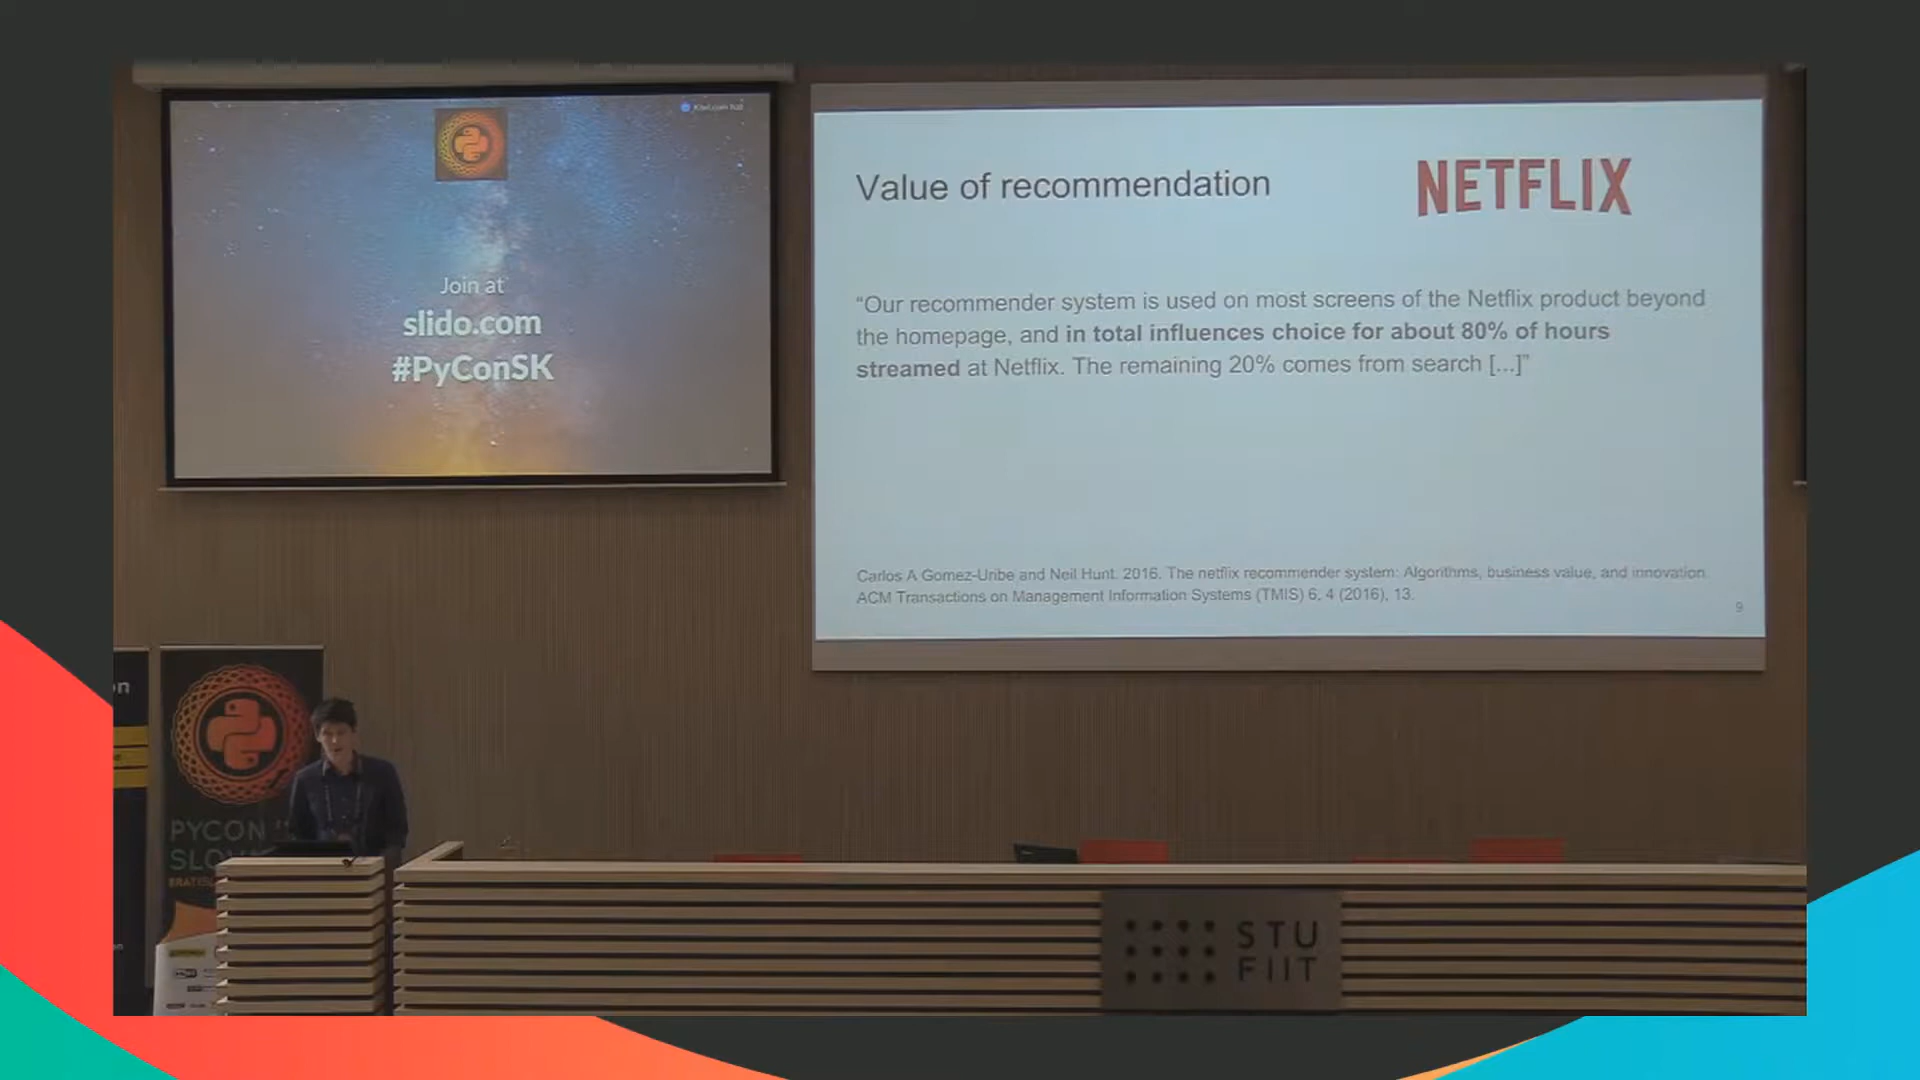 Join at
slido.com
#PyConSK
Value of recommendation
NETFLIX
“Our recommender system is used on most screens of the Netflix product beyond
the homepage, and in total influences choice for about 80% of hours
streamed at Netflix. The remaining 20% comes from search [...]”
Carlos A Gomez-Uribe and Neil Hunt. 2016. The netflix recommender system: Algorithms, business value, and innovation.
ACM Transactions on Management Information Systems (TMIS) 6, 4 (2016), 13.
9
PYCON
STU
FIIT